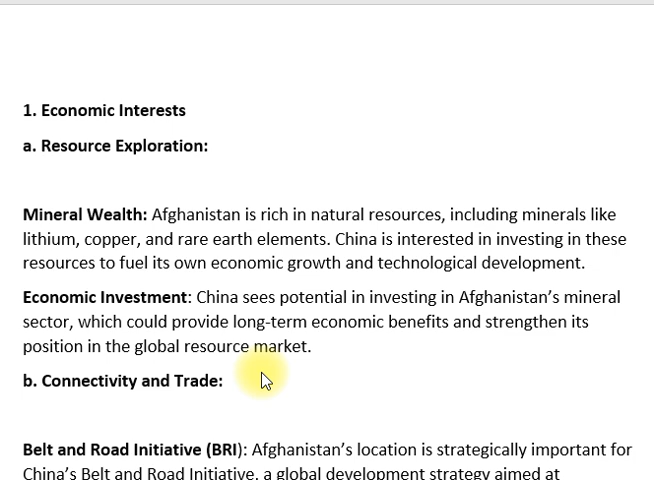 1. Economic Interests
a. Resource Exploration:
Mineral Wealth: Afghanistan is rich in natural resources, including minerals like
lithium, copper, and rare earth elements. China is interested in investing in these
resources to fuel its own economic growth and technological development.
Economic Investment: China sees potential in investing in Afghanistan’s mineral
sector, which could provide long-term economic benefits and strengthen its
position in the global resource market.
b. Connectivity and Trade:
Belt and Road Initiative (BRI): Afghanistan’s location is strategically important for
China’s Belt and Road Initiative, a global development strategy aimed at